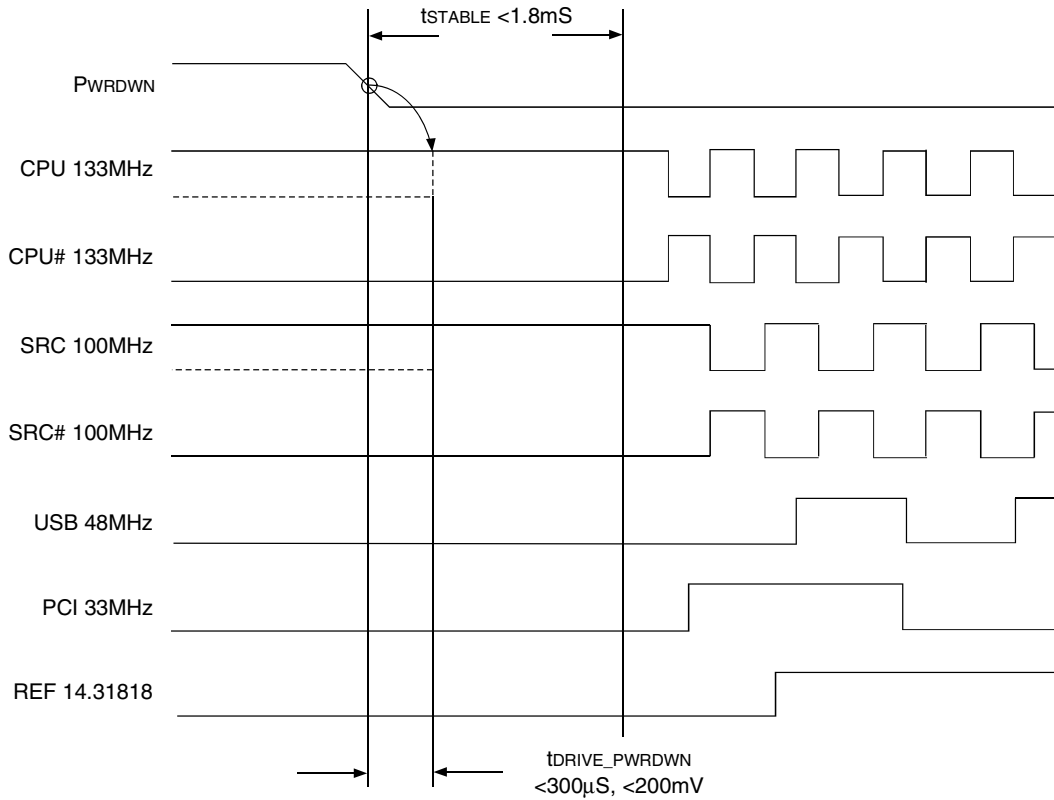 tSTABLE <1.8mS
PWRDWN
CPU 133MHz
CPU# 133MHz
SRC 100MHz
SRC# 100MHz
USB 48MHz
PCI 33MHz
REF 14.31818
tDRIVE_PWRDWN
<300µS, <200mV